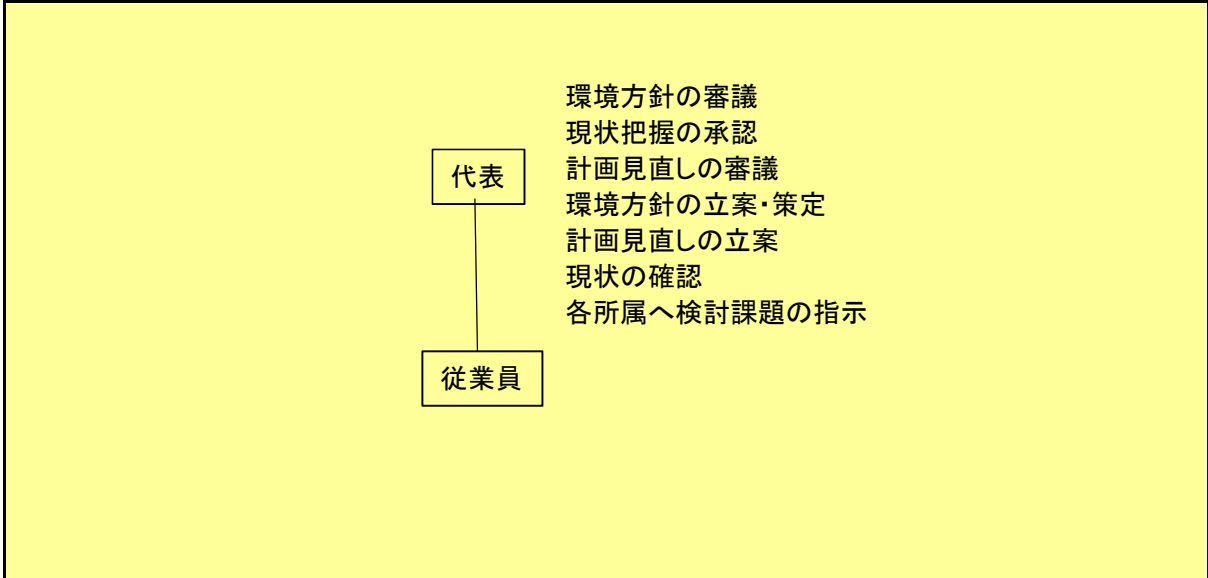 環境方針の審議
現状把握の承認
代表
計画見直しの審議
環境方針の立案・策定
計画見直しの立案
現状の確認
各所属へ検討課題の指示
従業員